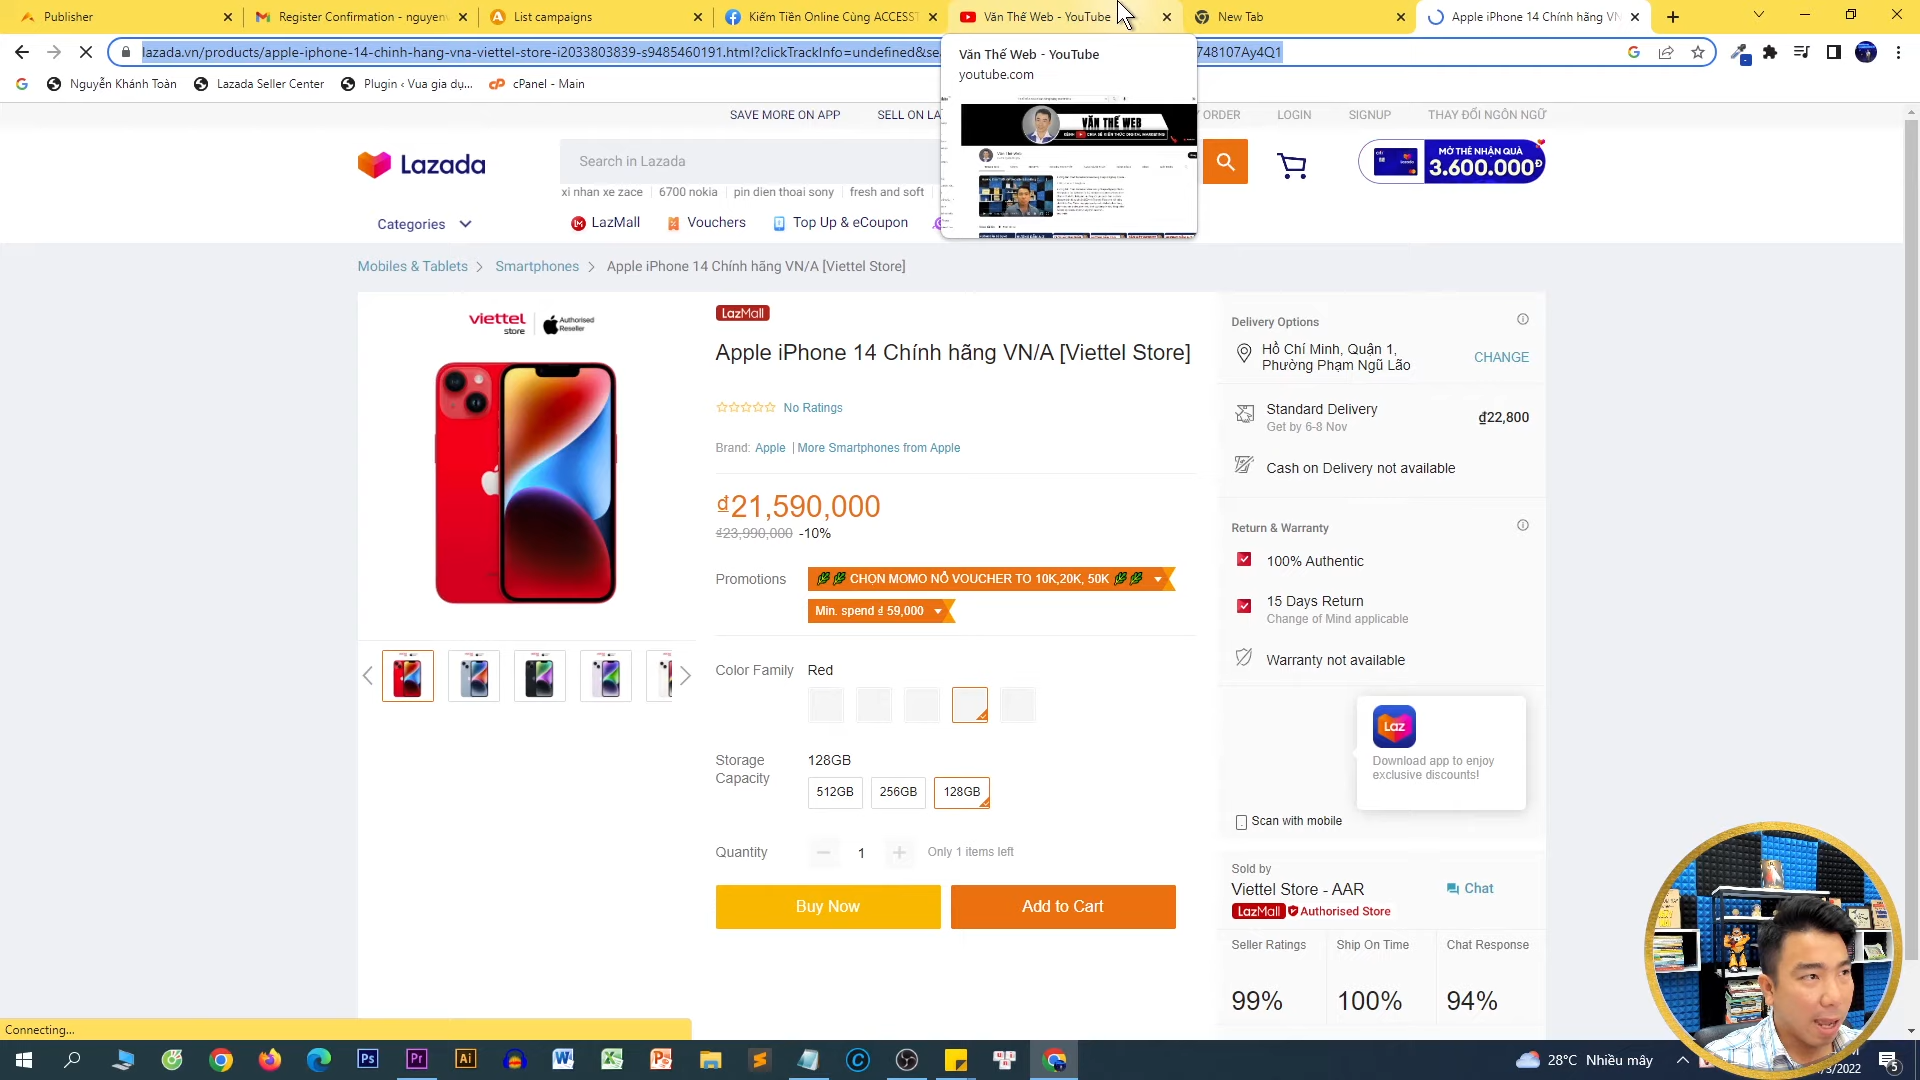 Publisher
Register Confirmation - nguyen
List campaigns
Kiếm Tiền Online Cùng ACCESST
Văn Thế Web - YouTube
New Tab
Apple iPhone 14 Chính hãng VN
lazada.vn/products/apple-iphone-14-chinh-hang-vna-viettel-store-i2033803839-s9485460191.html?clickTrackInfo=undefined&se
748107Ay4Q1
Văn Thế Web - YouTube
youtube.com
Nguyễn Khánh Toàn
Lazada Seller Center
Plugin ‹ Vua gia dụ...
cPanel - Main
SAVE MORE ON APP
SELL ON LA
ORDER
LOGIN
SIGNUP
THAY ĐỔI NGÔN NGỮ
VĂN THẾ WEB
Lazada
Search in Lazada
MỞ THẺ NHẬN QUÀ
3.600.000Đ
xi nhan xe zace
6700 nokia
pin dien thoai sony
fresh and soft
Categories
LazMall
Vouchers
Top Up & eCoupon
Mobiles & Tablets
Smartphones
Apple iPhone 14 Chính hãng VN/A [Viettel Store]
viettel
store
Authorised
Reseller
LazMall
Apple iPhone 14 Chính hãng VN/A [Viettel Store]
No Ratings
Brand: Apple | More Smartphones from Apple
₫21,590,000
₫23,990,000 -10%
Promotions
CHỌN MOMO NỔ VOUCHER TO 10K,20K, 50K
Min. spend ₫ 59,000
Color Family
Red
Storage
Capacity
128GB
512GB
256GB
128GB
Quantity
1
Only 1 items left
Buy Now
Add to Cart
Delivery Options
Hồ Chí Minh, Quận 1,
Phường Phạm Ngũ Lão
CHANGE
Standard Delivery
Get by 6-8 Nov
₫22,800
Cash on Delivery not available
Return & Warranty
100% Authentic
15 Days Return
Change of Mind applicable
Warranty not available
Laz
Download app to enjoy
exclusive discounts!
Scan with mobile
Sold by
Viettel Store - AAR
Chat
LazMall Authorised Store
Seller Ratings
Ship On Time
Chat Response
99%
100%
94%
Connecting...
28°C Nhiều mây
/3/2022
5